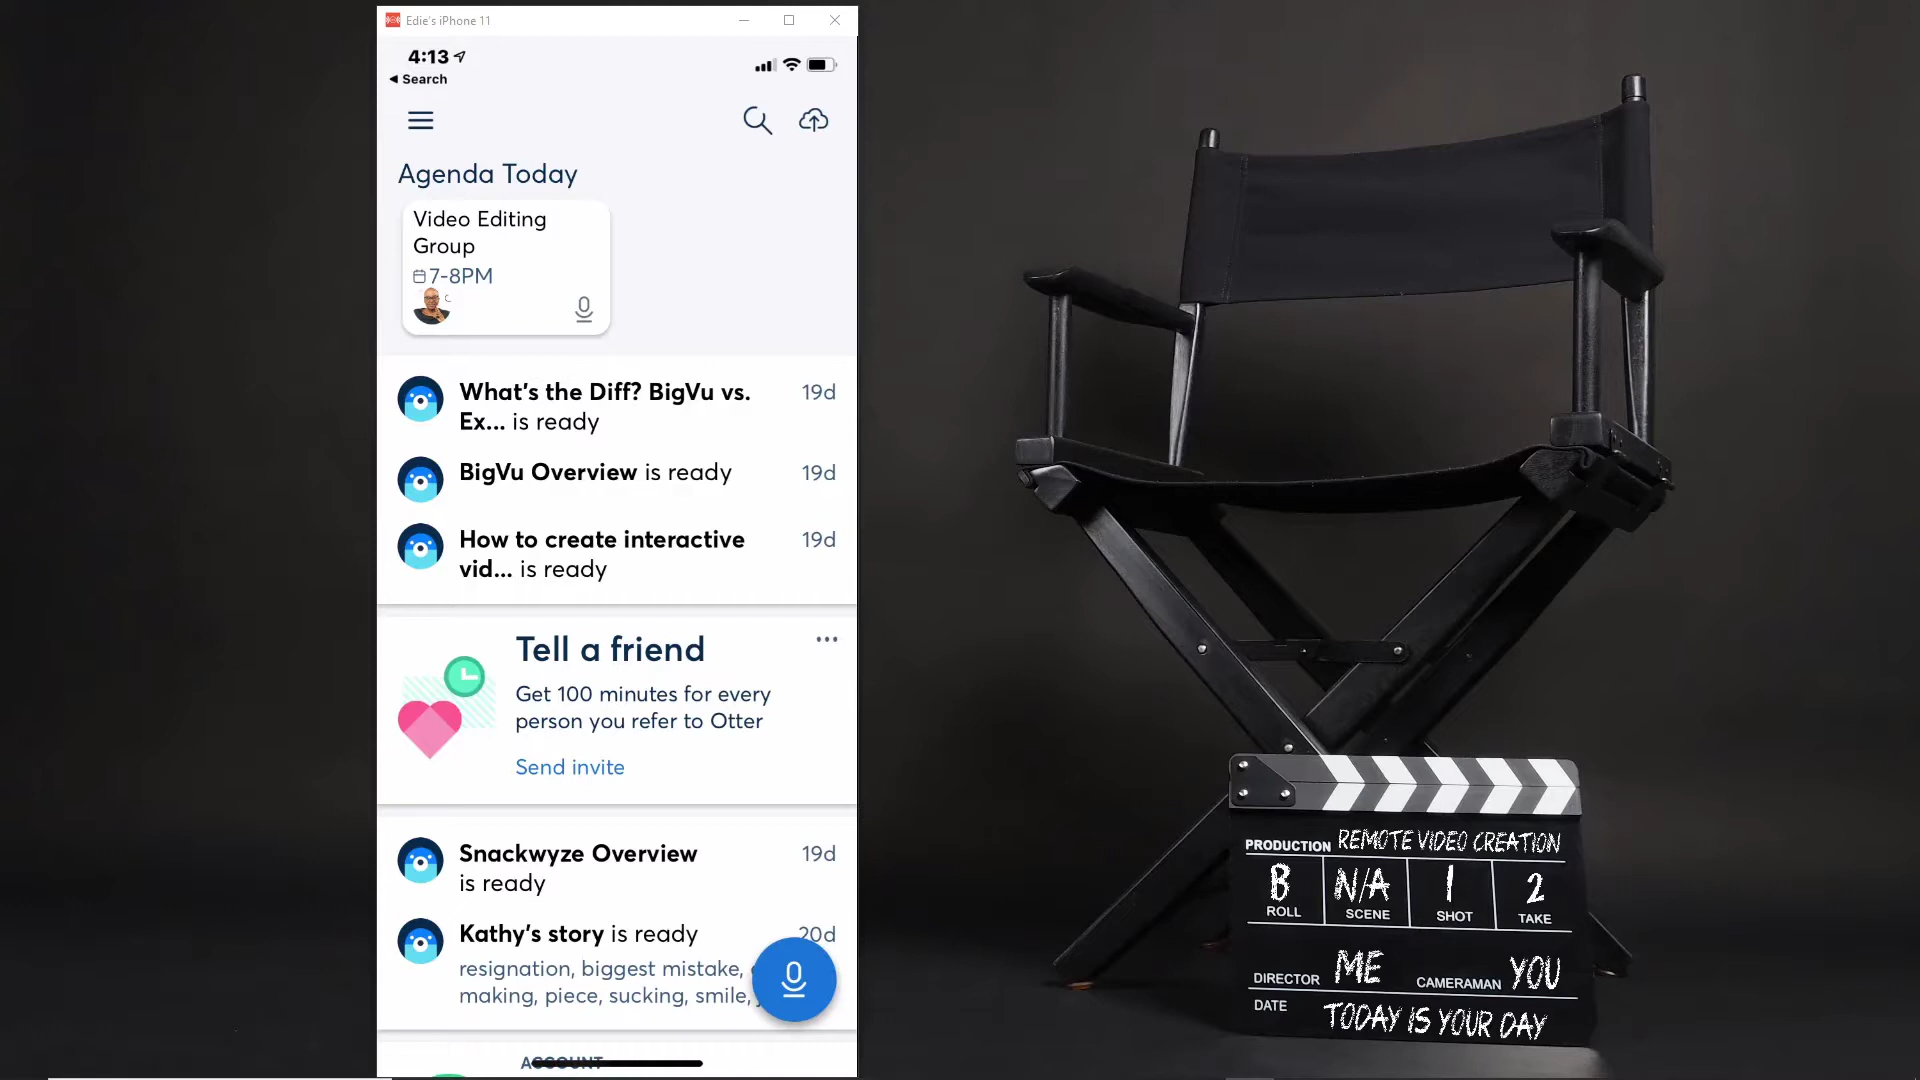 Edie's iPhone 11
4:13
Search
Agenda Today
Video Editing
Group
7-8PM
What's the Diff? BigVu vs.
Ex... is ready
19d
BigVu Overview is ready
19d
How to create interactive
vid... is ready
19d
Tell a friend
Get 100 minutes for every
person you refer to Otter
Send invite
Snackwyze Overview
is ready
19d
Kathy's story is ready
20d
resignation, biggest mistake,
making, piece, sucking, smile,
ACCOUNT
PRODUCTION REMOTE VIDEO CREATION
B N/A 1 2
ROLL SCENE SHOT TAKE
DIRECTOR ME CAMERAMAN YOU
DATE TODAY IS YOUR DAY